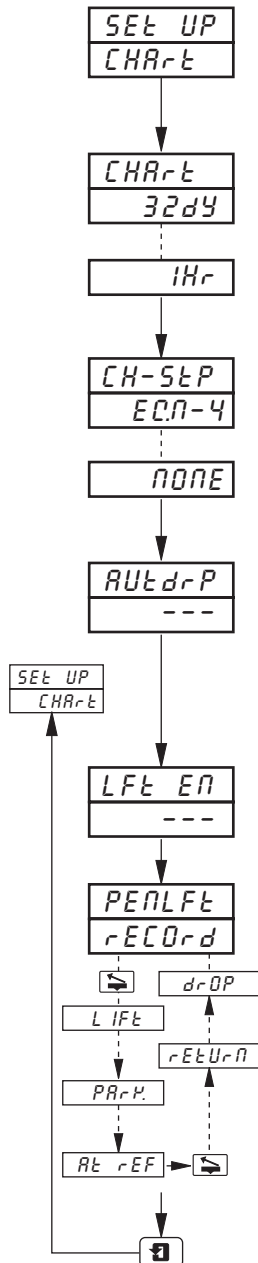 SEt UP
CHArt
CHArt
32dY
1Hr
CH-StP
EC.N-4
NONE
AUtdrP
---
SEt UP
CHArt
LFt EN
---
PENLFt
rECOrd
drOP
LIFt
rEtUrN
PArK.
At rEF